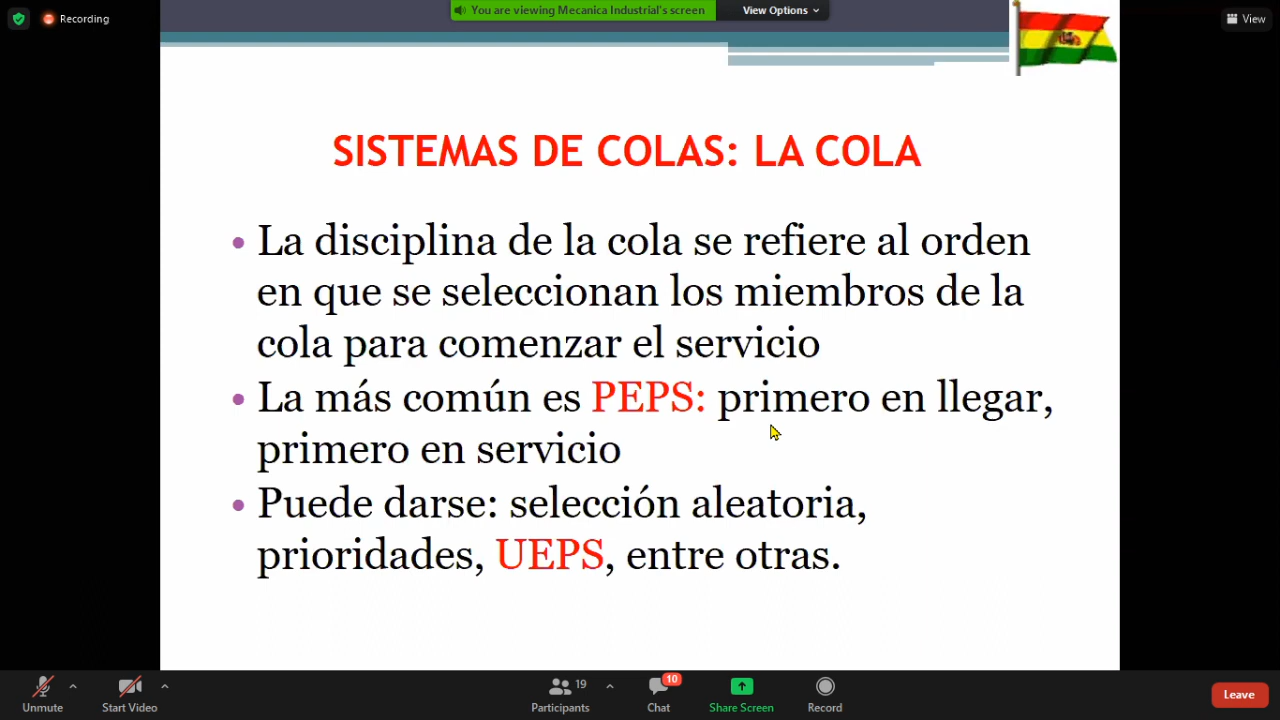 Recording
You are viewing Mecanica Industrial's screen
View Options
View
SISTEMAS DE COLAS: LA COLA
• La disciplina de la cola se refiere al orden
en que se seleccionan los miembros de la
cola para comenzar el servicio
• La más común es PEPS: primero en llegar,
primero en servicio
• Puede darse: selección aleatoria,
prioridades, UEPS, entre otras.
Unmute
Start Video
19
Participants
10
Chat
Share Screen
Record
Leave